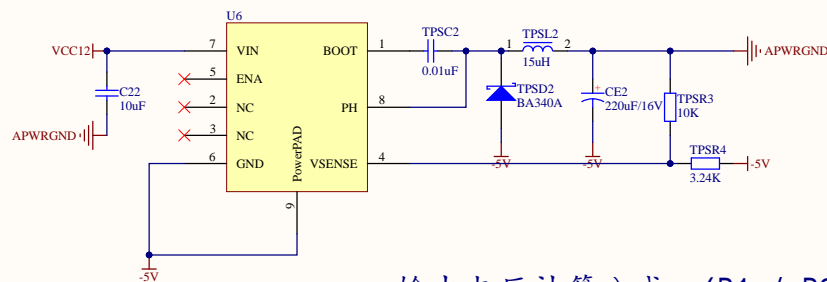 U6
VCC12
7 VIN
5 ENA
2 NC
3 NC
6 GND
PowerPAD
9
BOOT 1
PH 8
VSENSE 4
C22
10uF
APWRGND
-5V
TPSC2
0.01uF
1 TPSL2 2
15uH
TPSD2
BA340A
-5V
CE2
220uF/16V
-5V
TPSR3
10K
APWRGND
TPSR4
3.24K
-5V